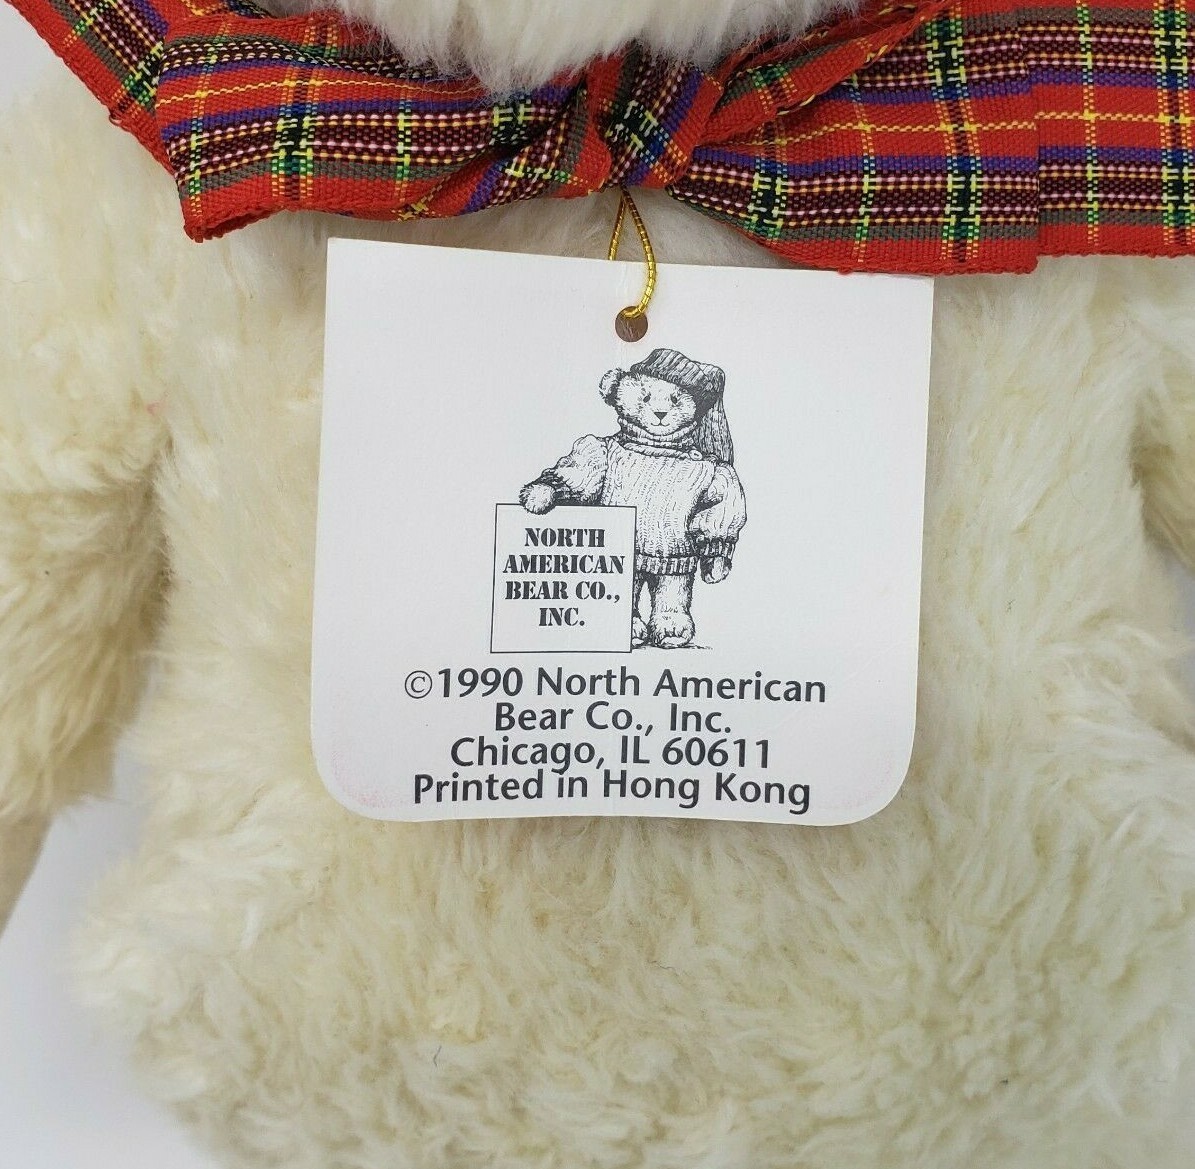 NORTH
AMERICAN
BEAR CO.,
INC.
©1990 North American
Bear Co., Inc.
Chicago, IL 60611
Printed in Hong Kong